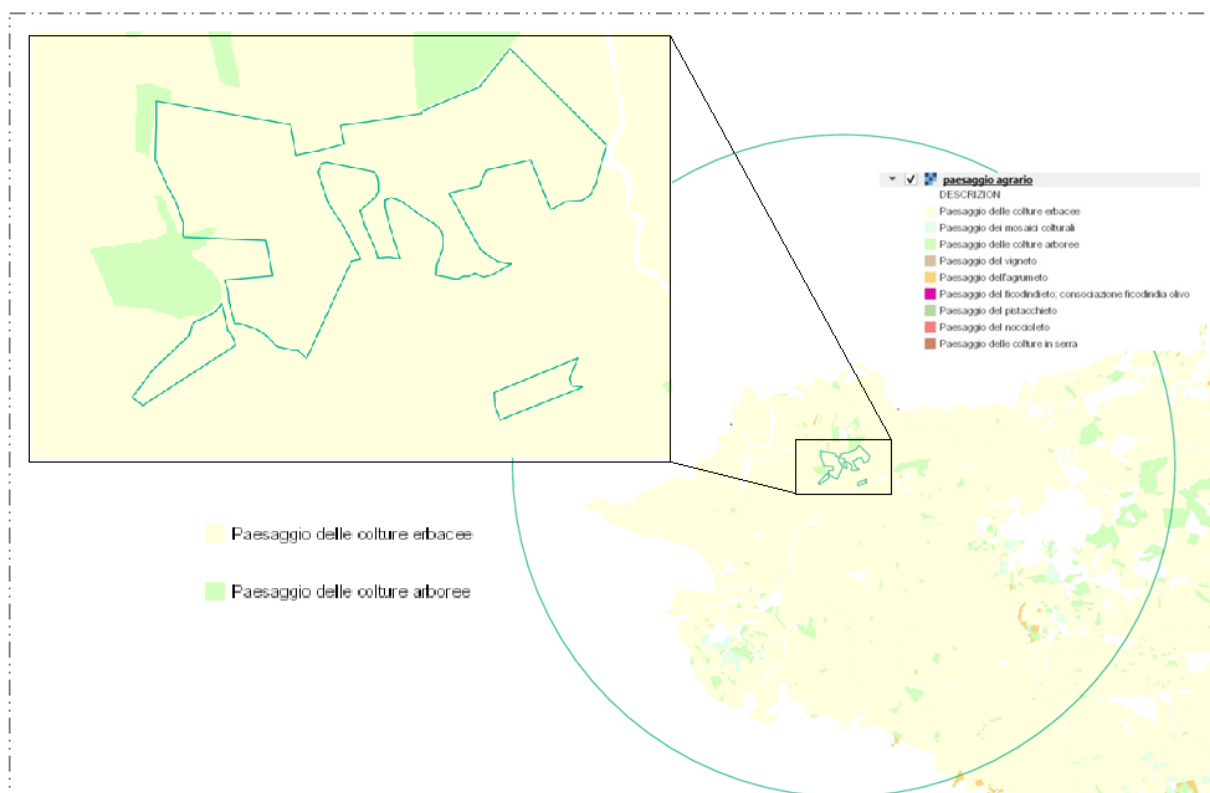 paesaggio agrario
DESCRIZION
Paesaggio delle colture erbacee
Paesaggio dei mosaici colturali
Paesaggio delle colture arboree
Paesaggio del vigneto
Paesaggio dell'agrumeto
Paesaggio del ficodindieto; consociazione ficodindia olivo
Paesaggio del pistacchieto
Paesaggio del noccioleto
Paesaggio delle colture in serra
Paesaggio delle colture erbacee
Paesaggio delle colture arboree